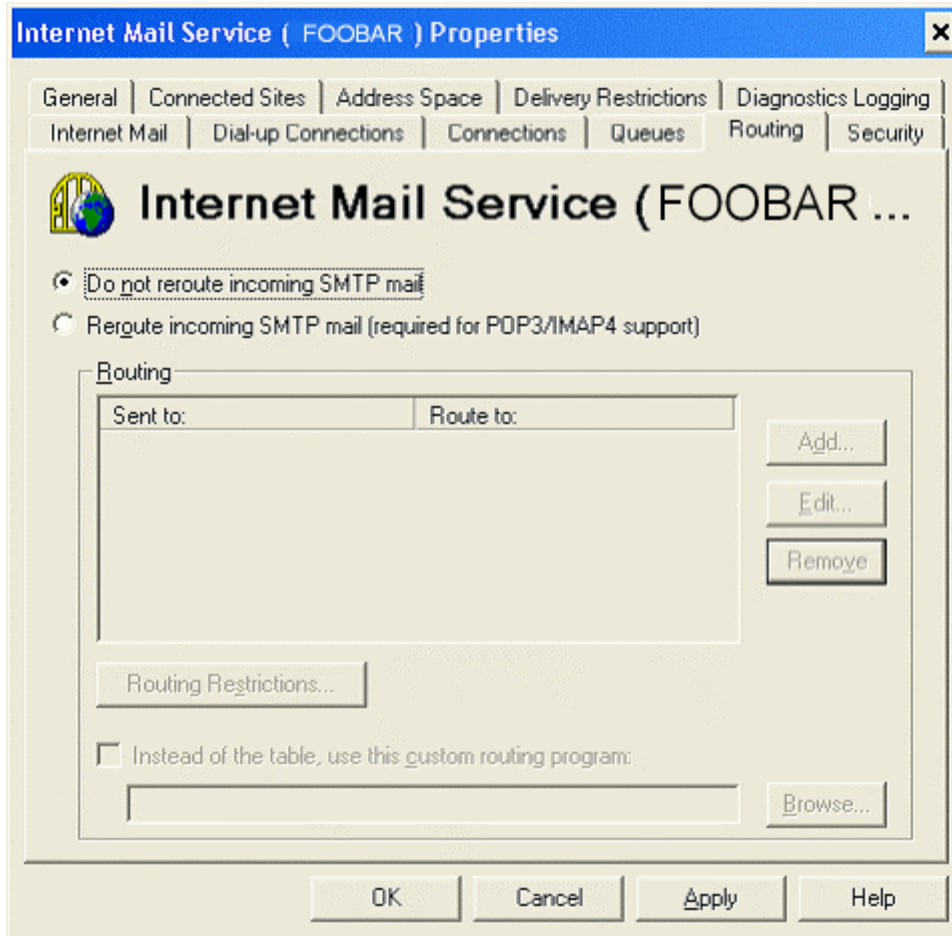 Internet Mail Service ( FOOBAR ) Properties
General Connected Sites Address Space Delivery Restrictions Diagnostics Logging
Internet Mail Dial-up Connections Connections Queues Routing Security
Internet Mail Service (FOOBAR ...
Do not reroute incoming SMTP mail
Reroute incoming SMTP mail (required for POP3/IMAP4 support)
Routing
Sent to: Route to:
Add...
Edit...
Remove
Routing Restrictions...
Instead of the table, use this custom routing program:
Browse...
OK Cancel Apply Help